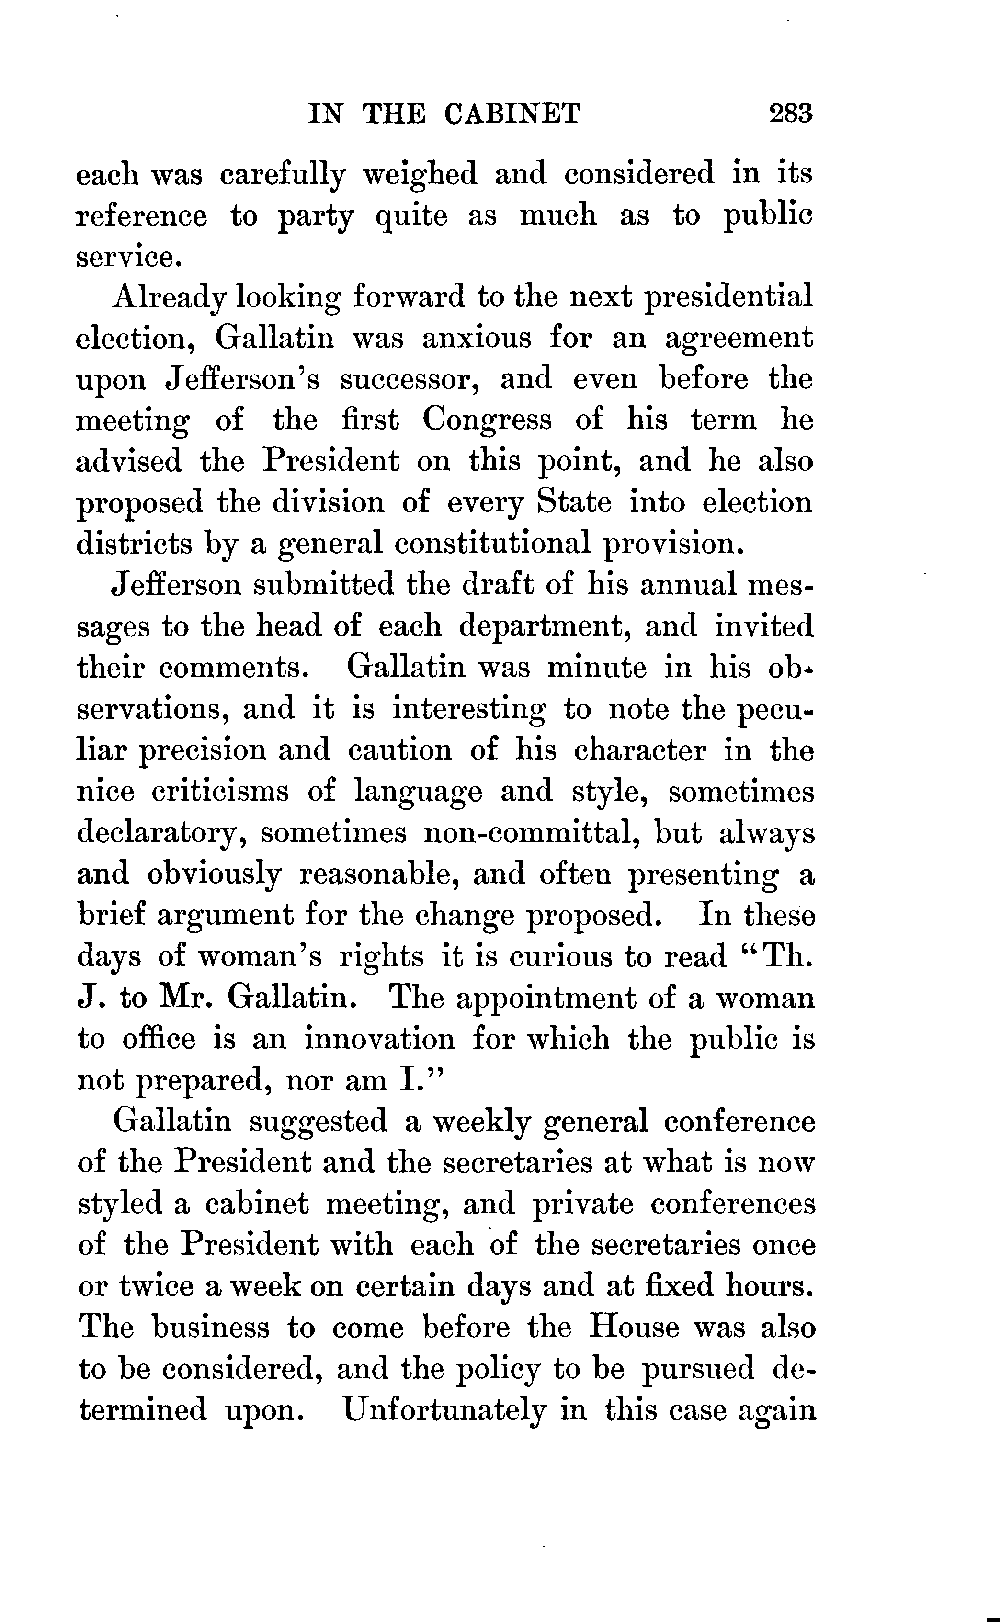 IN THE CABINET 283
each was carefully weighed and considered in its
reference to party quite as much as to public
service.
Already looking forward to the next presidential
election, Gallatin was anxious for an agreement
upon Jefferson's successor, and even before the
meeting of the first Congress of his term he
advised the President on this point, and he also
proposed the division of every State into election
districts by a general constitutional provision.
Jefferson submitted the draft of his annual mes-
sages to the head of each department, and invited
their comments. Gallatin was minute in his ob-
servations, and it is interesting to note the pecu-
liar precision and caution of his character in the
nice criticisms of language and style, sometimes
declaratory, sometimes non-committal, but always
and obviously reasonable, and often presenting a
brief argument for the change proposed. In these
days of woman's rights it is curious to read "Th.
J. to Mr. Gallatin. The appointment of a woman
to office is an innovation for which the public is
not prepared, nor am I."
Gallatin suggested a weekly general conference
of the President and the secretaries at what is now
styled a cabinet meeting, and private conferences
of the President with each of the secretaries once
or twice a week on certain days and at fixed hours.
The business to come before the House was also
to be considered, and the policy to be pursued de-
termined upon. Unfortunately in this case again